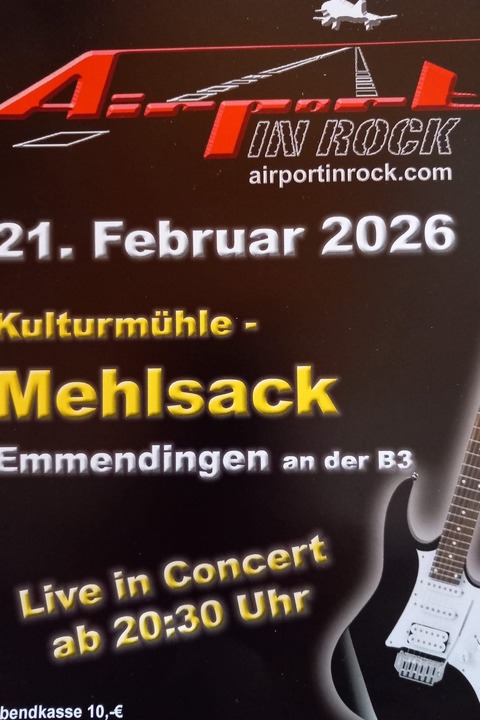 Airport
IN ROCK
airportinrock.com
21. Februar 2026
Kulturmühle -
Mehlsack
Emmendingen an der B3
Live in Concert
ab 20:30 Uhr
bendkasse 10,-€